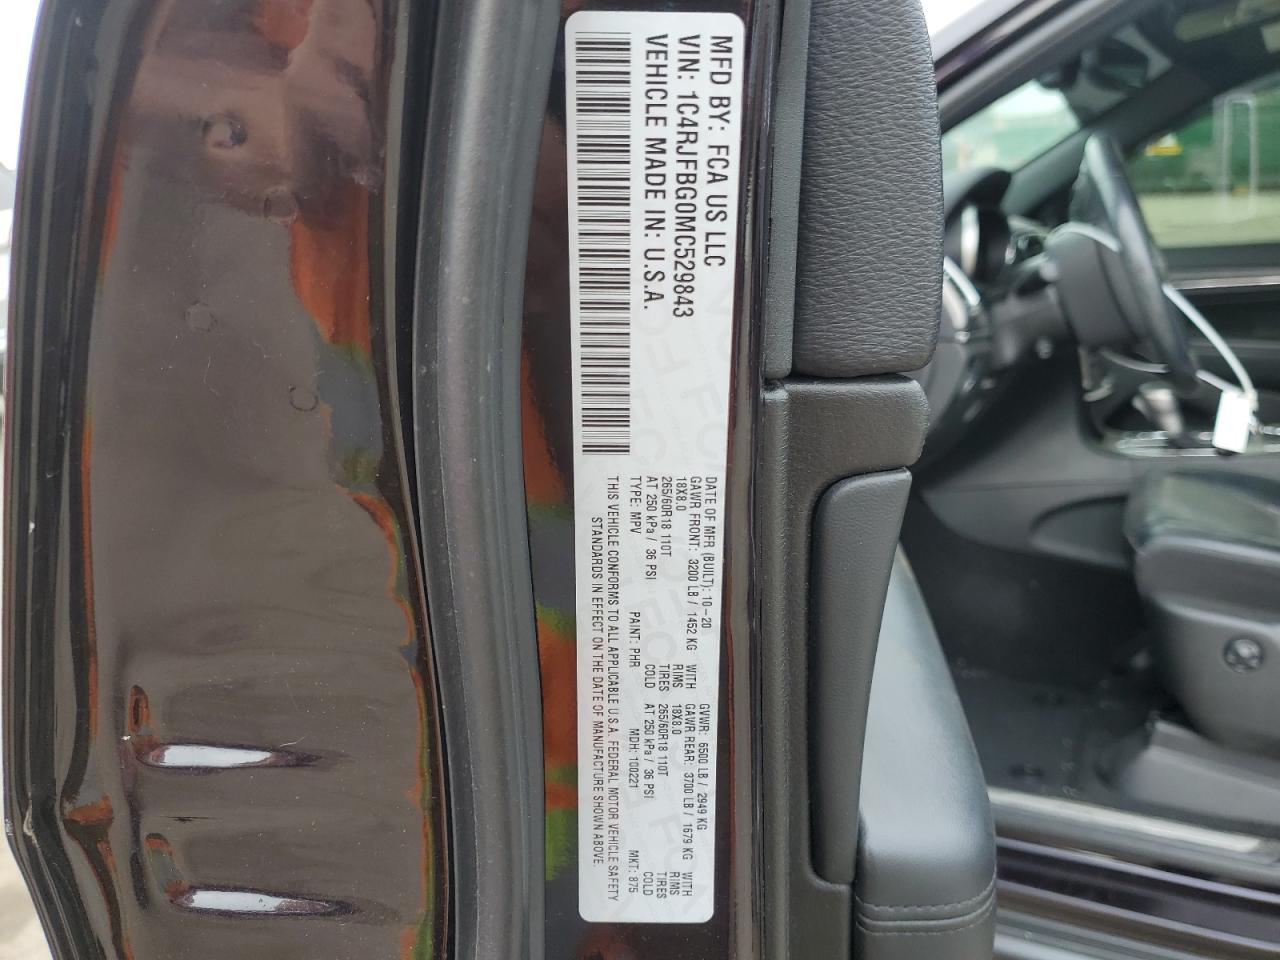 MFD BY: FCA US LLC
VIN: 1C4RJFBG0MC529843
VEHICLE MADE IN: U.S.A.
DATE OF MFR (BUILT): 10-20 GVWR: 6500 LB / 2949 KG
GAWR FRONT: 3200 LB / 1452 KG WITH GAWR REAR: 3700 LB / 1679 KG WITH
18X8.0 RIMS 18X8.0 RIMS
265/60R18 110T TIRES 265/60R18 110T TIRES
AT 250 kPa / 36 PSI COLD AT 250 kPa / 36 PSI COLD
TYPE: MPV PAINT: PHR MDH: 100221 MKT: 875
THIS VEHICLE CONFORMS TO ALL APPLICABLE U.S.A. FEDERAL MOTOR VEHICLE SAFETY
STANDARDS IN EFFECT ON THE DATE OF MANUFACTURE SHOWN ABOVE.